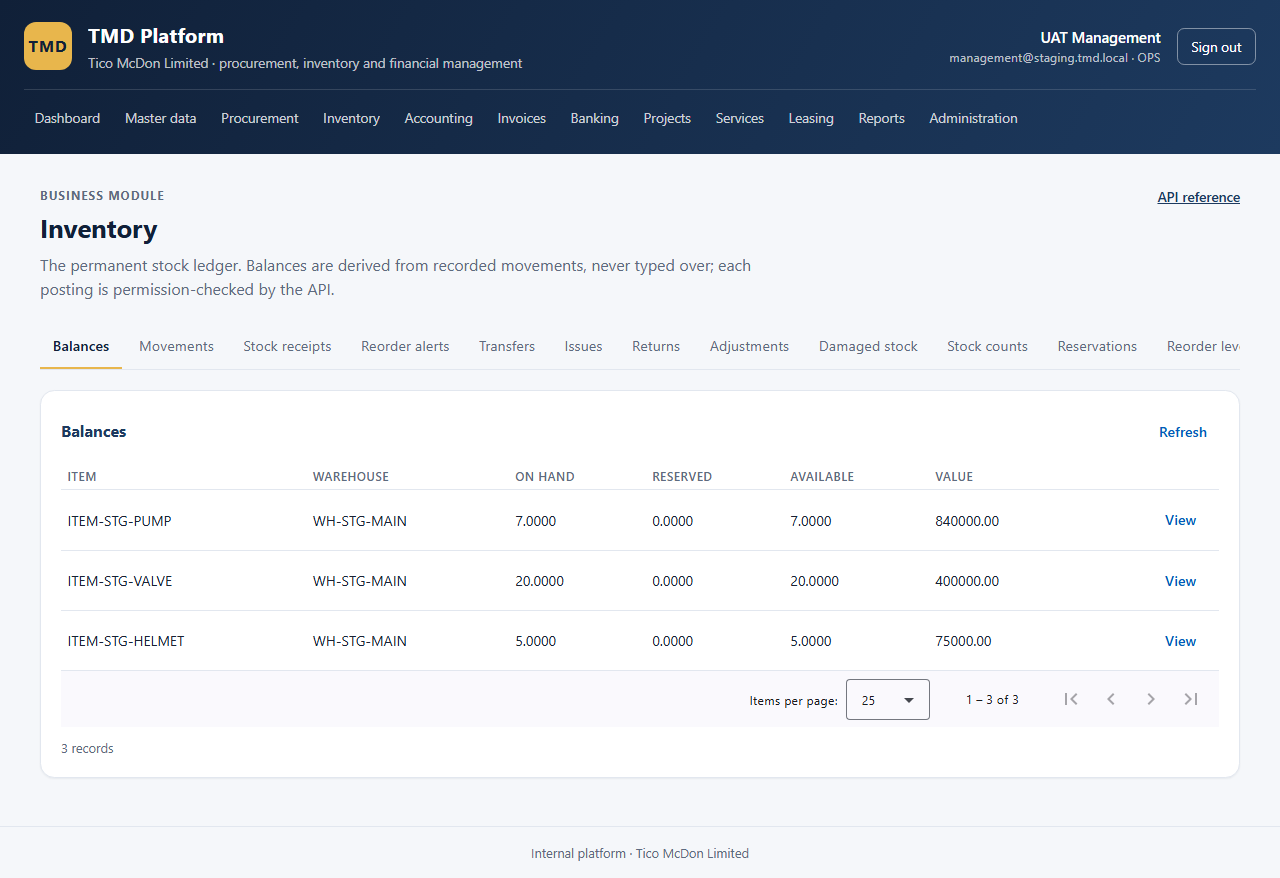 TMD
TMD Platform
Tico McDon Limited · procurement, inventory and financial management
UAT Management
management@staging.tmd.local · OPS
Sign out
Dashboard Master data Procurement Inventory Accounting Invoices Banking Projects Services Leasing Reports Administration
BUSINESS MODULE
API reference
Inventory
The permanent stock ledger. Balances are derived from recorded movements, never typed over; each
posting is permission-checked by the API.
Balances Movements Stock receipts Reorder alerts Transfers Issues Returns Adjustments Damaged stock Stock counts Reservations Reorder lev
Balances
Refresh
ITEM WAREHOUSE ON HAND RESERVED AVAILABLE VALUE
ITEM-STG-PUMP WH-STG-MAIN 7.0000 0.0000 7.0000 840000.00 View
ITEM-STG-VALVE WH-STG-MAIN 20.0000 0.0000 20.0000 400000.00 View
ITEM-STG-HELMET WH-STG-MAIN 5.0000 0.0000 5.0000 75000.00 View
Items per page: 25 1 – 3 of 3
3 records
Internal platform · Tico McDon Limited